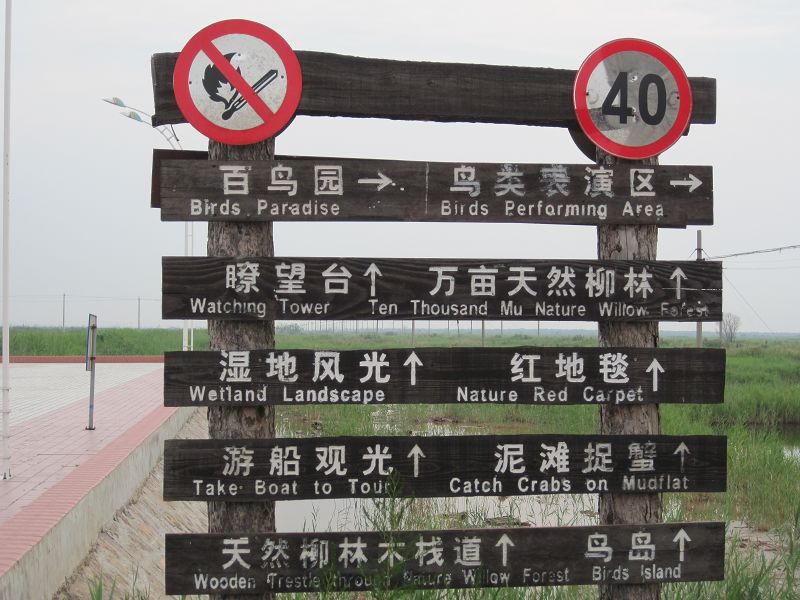 40
百鸟园 → 鸟类表演区 →
Birds Paradise Birds Performing Area
瞭望台 ↑ 万亩天然柳林 ↑
Watching Tower Ten Thousand Mu Nature Willow Forest
湿地风光 ↑ 红地毯 ↑
Wetland Landscape Nature Red Carpet
游船观光 ↑ 泥滩捉蟹 ↑
Take Boat to Tour Catch Crabs on Mudflat
天然柳林木栈道 ↑ 鸟岛 ↑
Wooden Trestle through Nature Willow Forest Birds Island